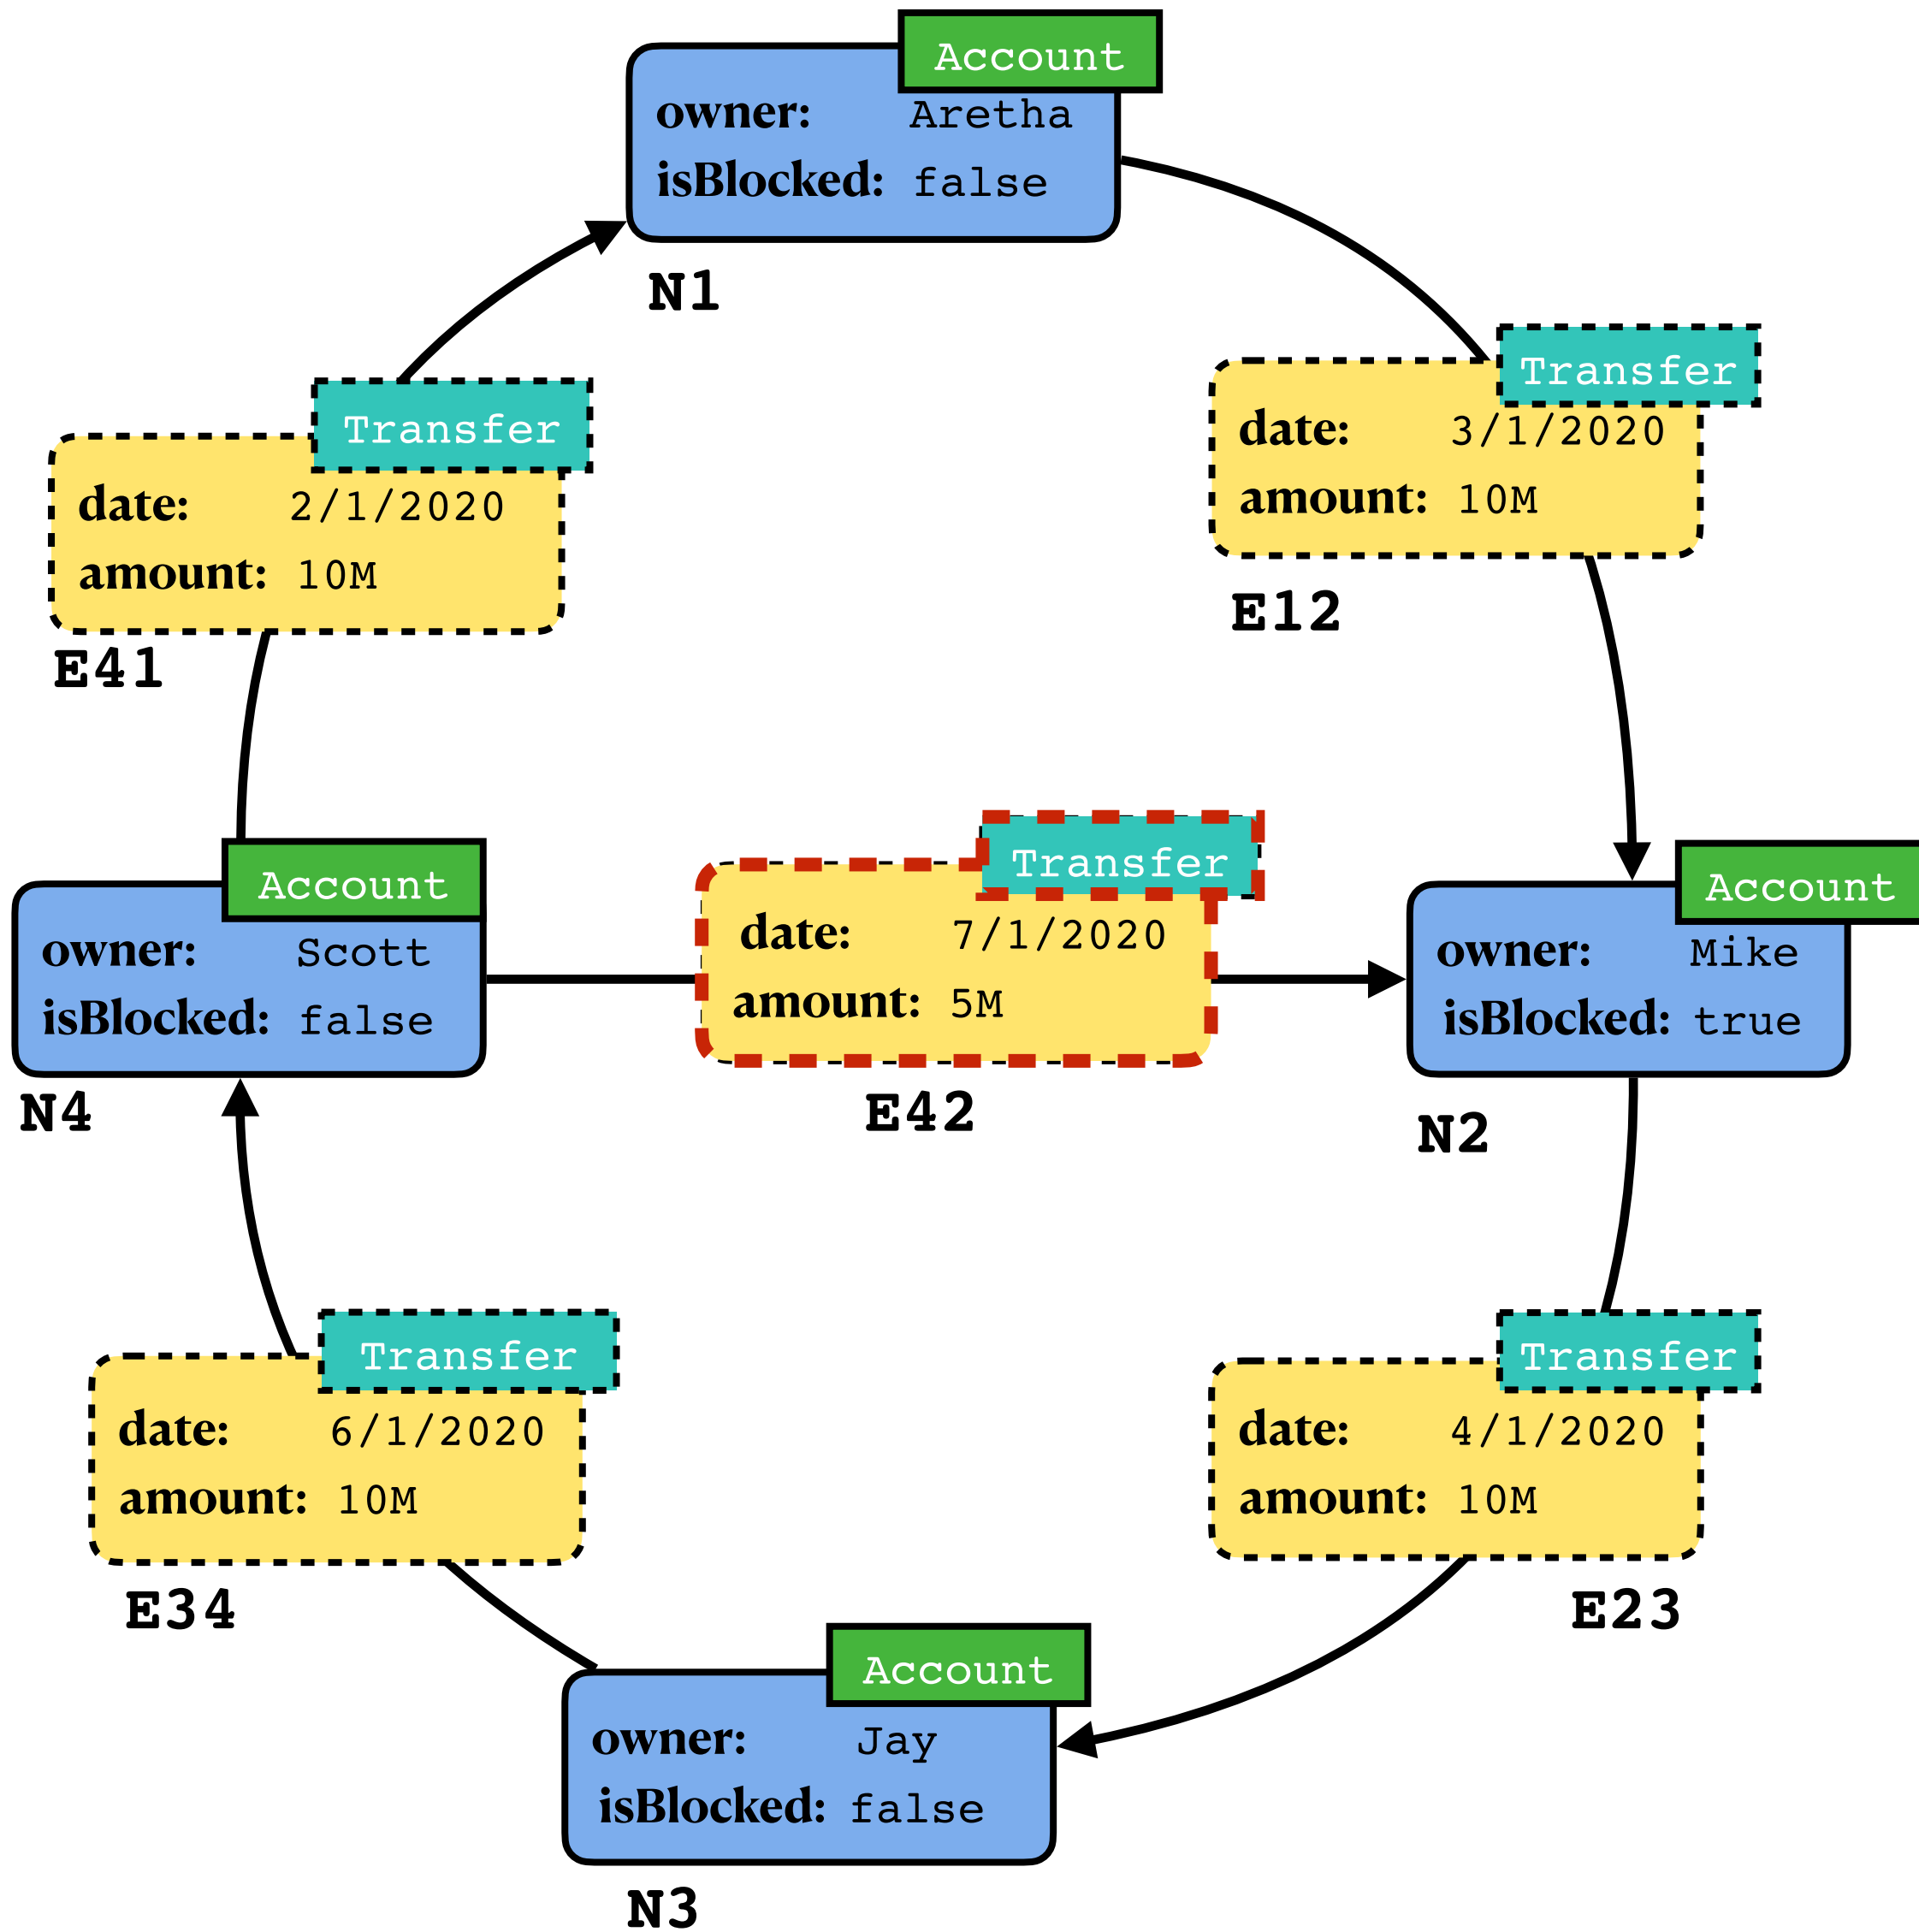 Account
owner: Aretha
isBlocked: false
N1
Transfer
date: 3/1/2020
amount: 10M
E12
Transfer
date: 2/1/2020
amount: 10M
E41
Account
owner: Scott
isBlocked: false
N4
Transfer
date: 7/1/2020
amount: 5M
E42
Account
owner: Mike
isBlocked: true
N2
Transfer
date: 6/1/2020
amount: 10M
E34
Transfer
date: 4/1/2020
amount: 10M
E23
Account
owner: Jay
isBlocked: false
N3